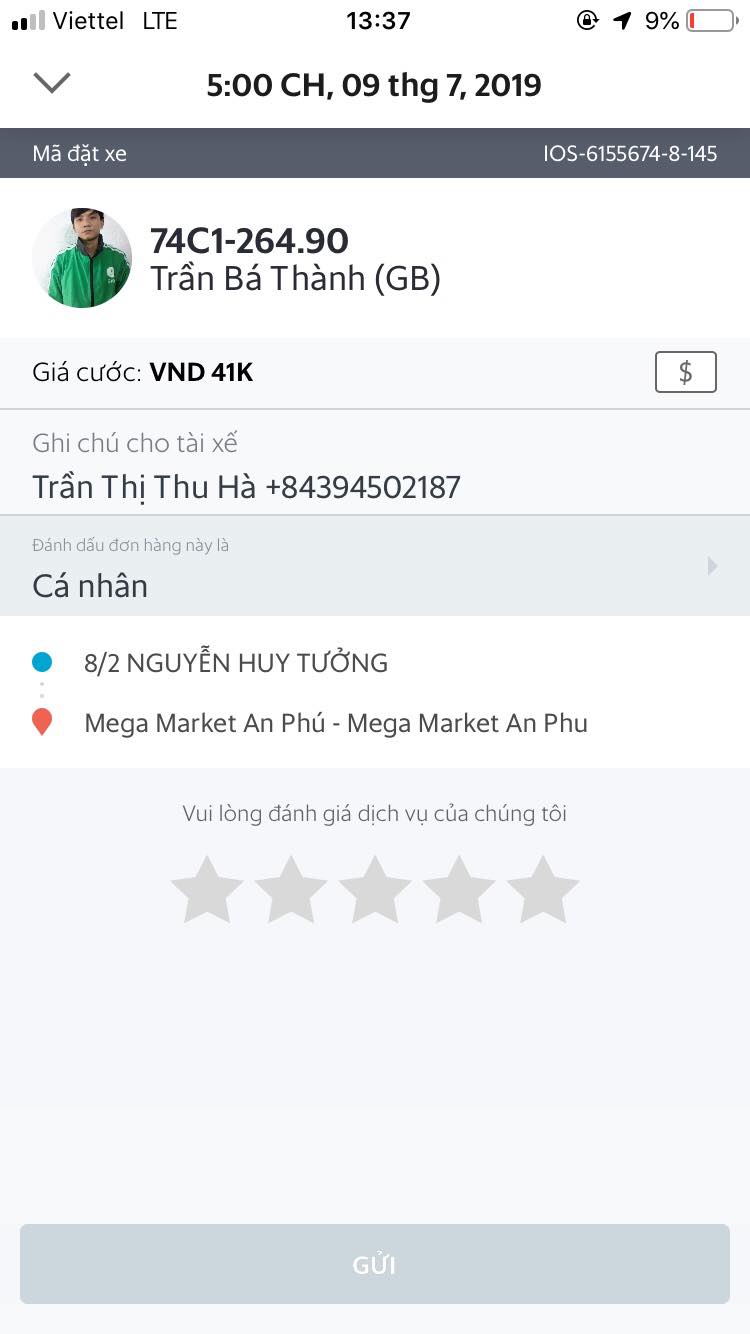 Viettel LTE 13:37 9%
5:00 CH, 09 thg 7, 2019
Mã đặt xe IOS-6155674-8-145
74C1-264.90
Trần Bá Thành (GB)
Giá cước: VND 41K $
Ghi chú cho tài xế
Trần Thị Thu Hà +84394502187
Đánh dấu đơn hàng này là
Cá nhân
8/2 NGUYỄN HUY TƯỞNG
Mega Market An Phú - Mega Market An Phu
Vui lòng đánh giá dịch vụ của chúng tôi
GỬI